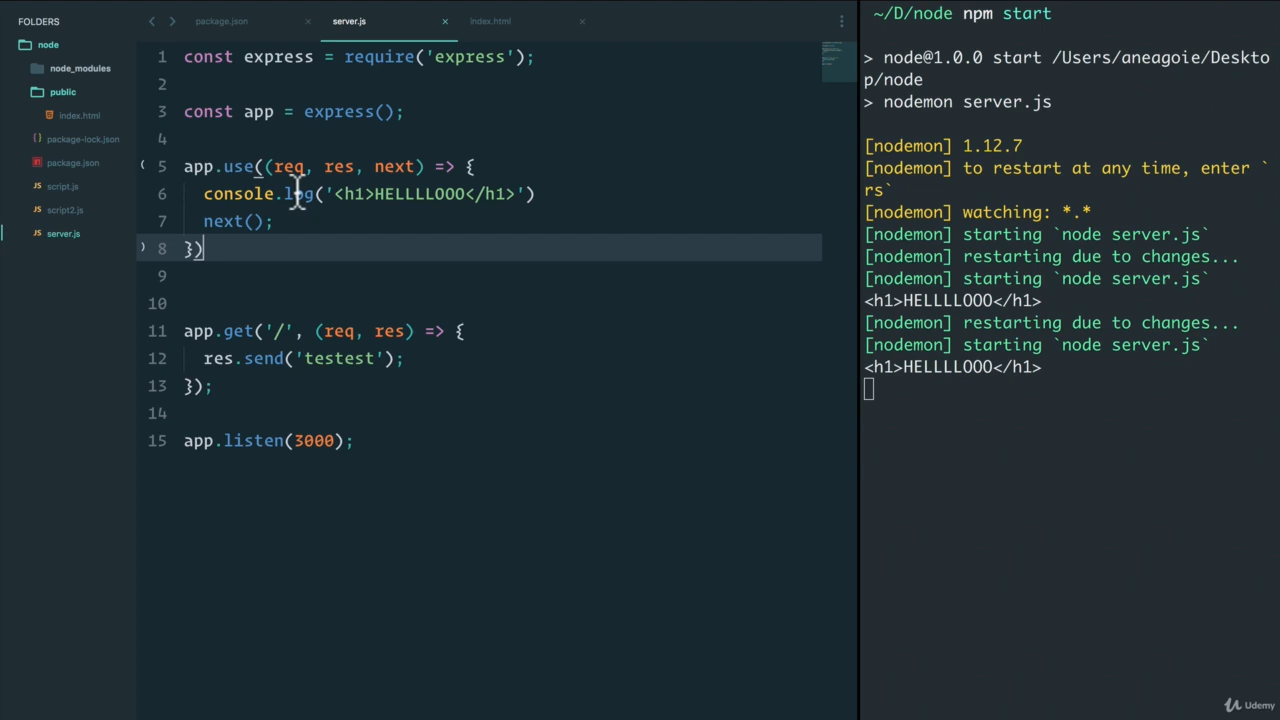 FOLDERS
node
node_modules
public
index.html
package-lock.json
package.json
script.js
script2.js
server.js
package.json × server.js × index.html ×
1 const express = require('express');
2
3 const app = express();
4
5 app.use((req, res, next) => {
6 console.log('<h1>HELLLLOOO</h1>')
7 next();
8 })
9
10
11 app.get('/', (req, res) => {
12 res.send('testest');
13 });
14
15 app.listen(3000);
~/D/node npm start
> node@1.0.0 start /Users/aneagoie/Deskto
p/node
> nodemon server.js
[nodemon] 1.12.7
[nodemon] to restart at any time, enter `
rs`
[nodemon] watching: *.*
[nodemon] starting `node server.js`
[nodemon] restarting due to changes...
[nodemon] starting `node server.js`
<h1>HELLLLOOO</h1>
[nodemon] restarting due to changes...
[nodemon] starting `node server.js`
<h1>HELLLLOOO</h1>
Udemy